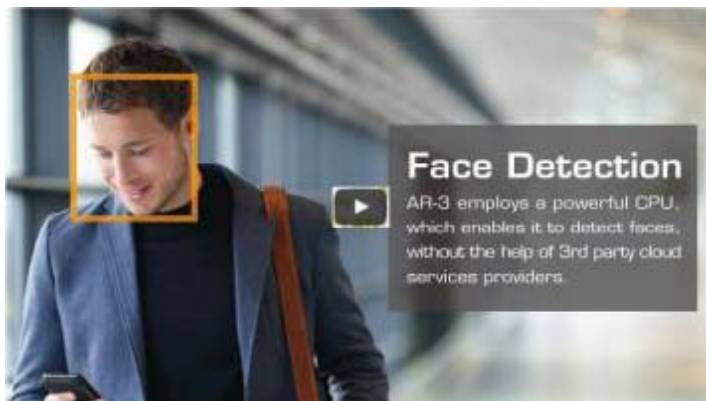 Face Detection
AR-3 employs a powerful CPU,
which enables it to detect faces,
without the help of 3rd party cloud
services providers.